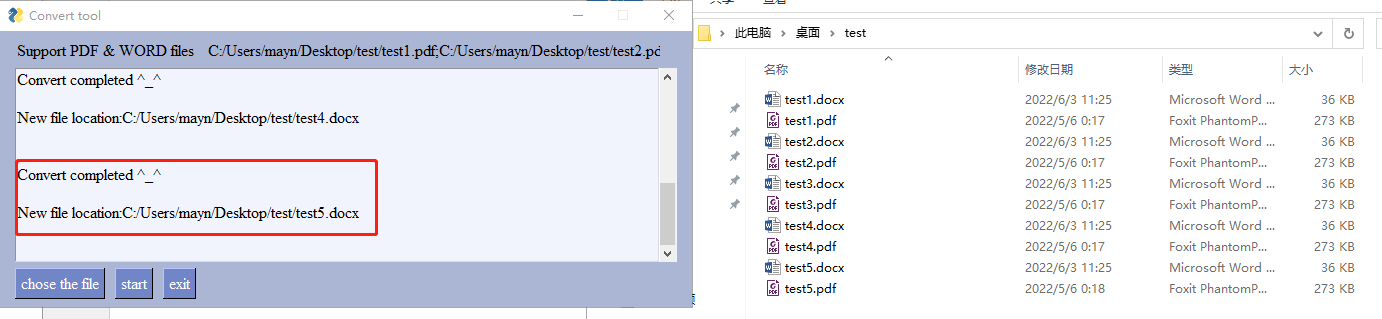 Convert tool
Support PDF & WORD files C:/Users/mayn/Desktop/test/test1.pdf;C:/Users/mayn/Desktop/test/test2.pd
Convert completed ^_^
New file location:C:/Users/mayn/Desktop/test/test4.docx
Convert completed ^_^
New file location:C:/Users/mayn/Desktop/test/test5.docx
chose the file start exit
共享 查看
此电脑 > 桌面 > test
名称 修改日期 类型 大小
test1.docx 2022/6/3 11:25 Microsoft Word ... 36 KB
test1.pdf 2022/5/6 0:17 Foxit PhantomP... 273 KB
test2.docx 2022/6/3 11:25 Microsoft Word ... 36 KB
test2.pdf 2022/5/6 0:17 Foxit PhantomP... 273 KB
test3.docx 2022/6/3 11:25 Microsoft Word ... 36 KB
test3.pdf 2022/5/6 0:17 Foxit PhantomP... 273 KB
test4.docx 2022/6/3 11:25 Microsoft Word ... 36 KB
test4.pdf 2022/5/6 0:17 Foxit PhantomP... 273 KB
test5.docx 2022/6/3 11:25 Microsoft Word ... 36 KB
test5.pdf 2022/5/6 0:18 Foxit PhantomP... 273 KB